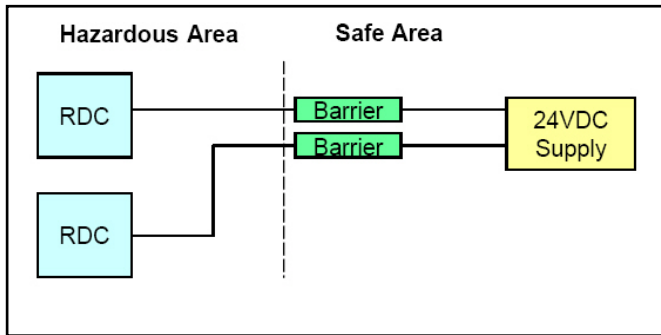 Hazardous Area Safe Area
RDC
Barrier
24VDC
Supply
Barrier
RDC